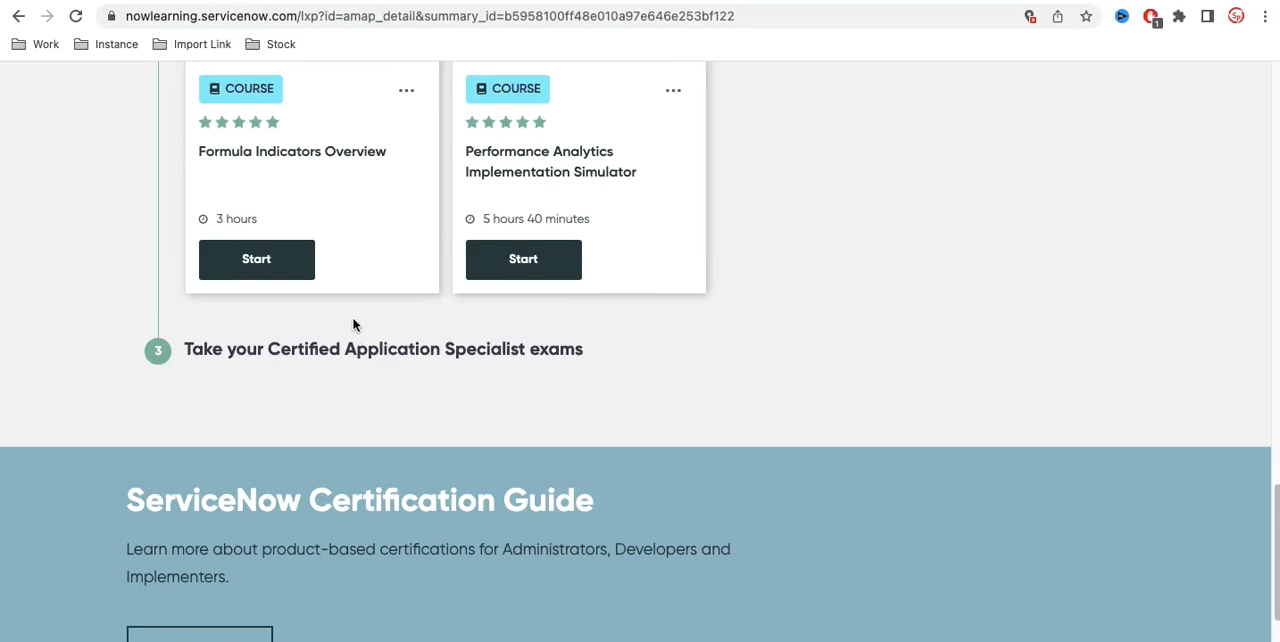 nowlearning.servicenow.com/lxp?id=amap_detail&summary_id=b5958100ff48e010a97e646e253bf122
1
Sp
Work
Instance
Import Link
Stock
COURSE
...
COURSE
...
Formula Indicators Overview
Performance Analytics
Implementation Simulator
3 hours
5 hours 40 minutes
Start
Start
3
Take your Certified Application Specialist exams
ServiceNow Certification Guide
Learn more about product-based certifications for Administrators, Developers and
Implementers.